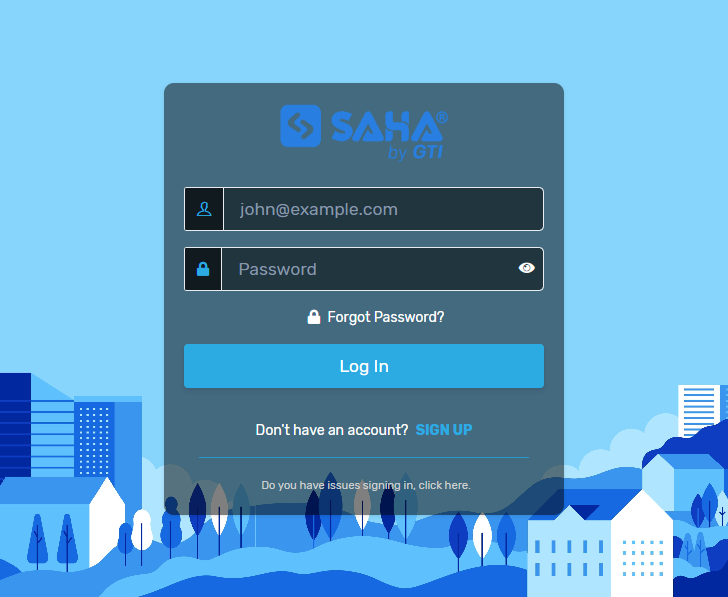 SAHA®
by GTI
john@example.com
Password
Forgot Password?
Log In
Don't have an account? SIGN UP
Do you have issues signing in, click here.